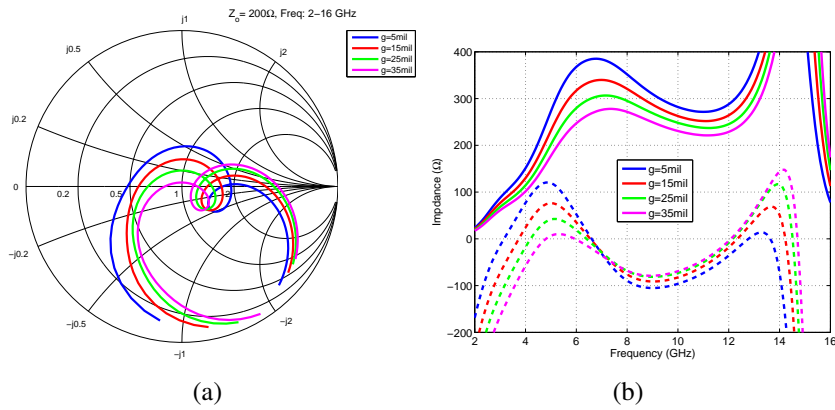 Z₀= 200Ω, Freq: 2−16 GHz
j1
j0.5
j2
j0.2
0
0.2
0.5
1
2
−j0.2
−j0.5
−j2
−j1
g=5mil
g=15mil
g=25mil
g=35mil
(a)
400
300
200
100
0
−100
−200
Impdance (Ω)
g=5mil
g=15mil
g=25mil
g=35mil
2
4
6
8
10
12
14
16
Frequency (GHz)
(b)